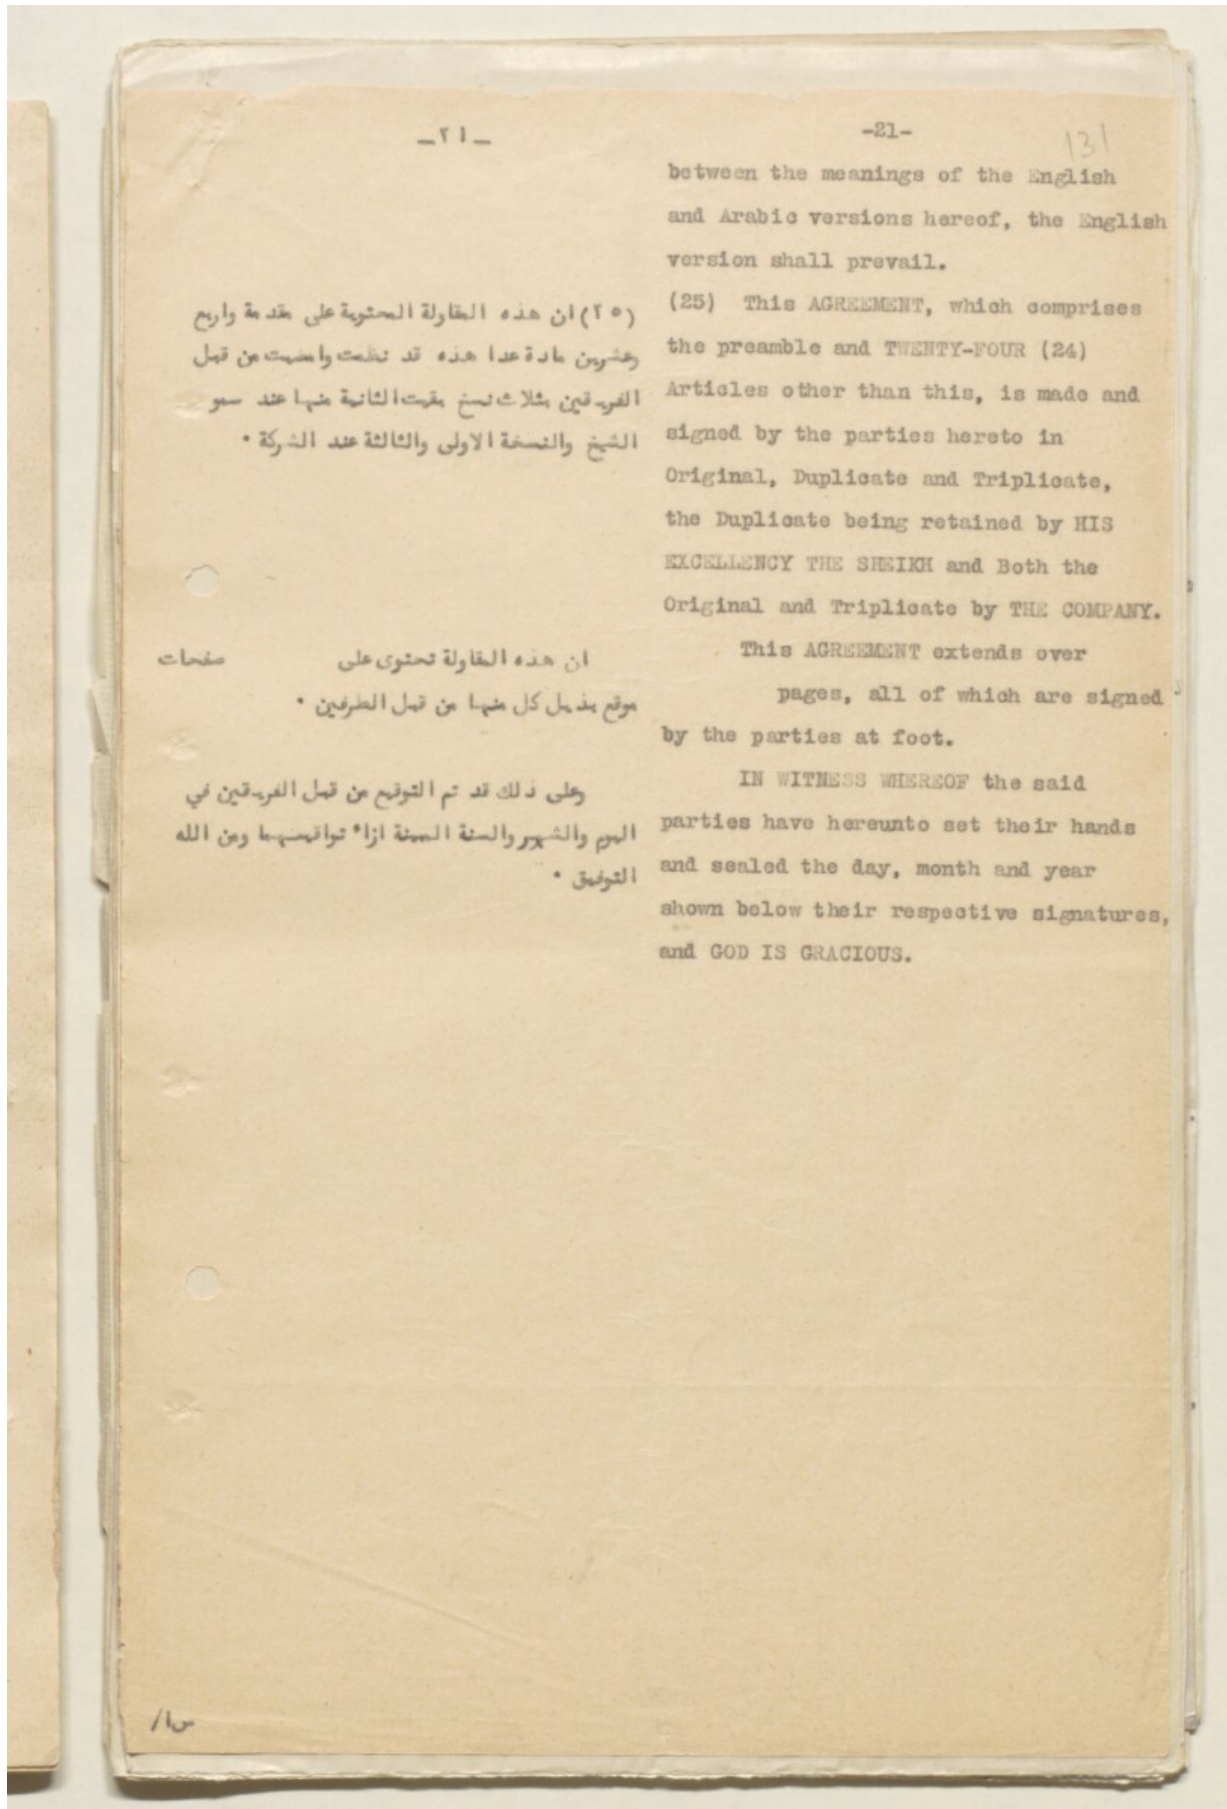 -21-
131
between the meanings of the English
and Arabic versions hereof, the English
version shall prevail.
(25) This AGREEMENT, which comprises
the preamble and TWENTY-FOUR (24)
Articles other than this, is made and
signed by the parties hereto in
Original, Duplicate and Triplicate,
the Duplicate being retained by HIS
EXCELLENCY THE SHEIKH and Both the
Original and Triplicate by THE COMPANY.
This AGREEMENT extends over
pages, all of which are signed
by the parties at foot.
IN WITNESS WHEREOF the said
parties have hereunto set their hands
and sealed the day, month and year
shown below their respective signatures,
and GOD IS GRACIOUS.
_٢١_
(٢٥) ان هذه المقاولة المحتوية على مقدمة واربع
وعشرين مادة عدا هذه قد نظمت وامضيت من قبل
الفريقين بثلاث نسخ بقيت الثانية منها عند سمو
الشيخ والنسخة الاولى والثالثة عند الشركة ٠
ان هذه المقاولة تحتوى على صفحات
موقع بذيل كل منها من قبل الطرفين ٠
وعلى ذلك قد تم التوقيع من قبل الفريقين في
اليوم والشهر والسنة المبينة ازاء تواقيعهما ومن الله
التوفيق ٠